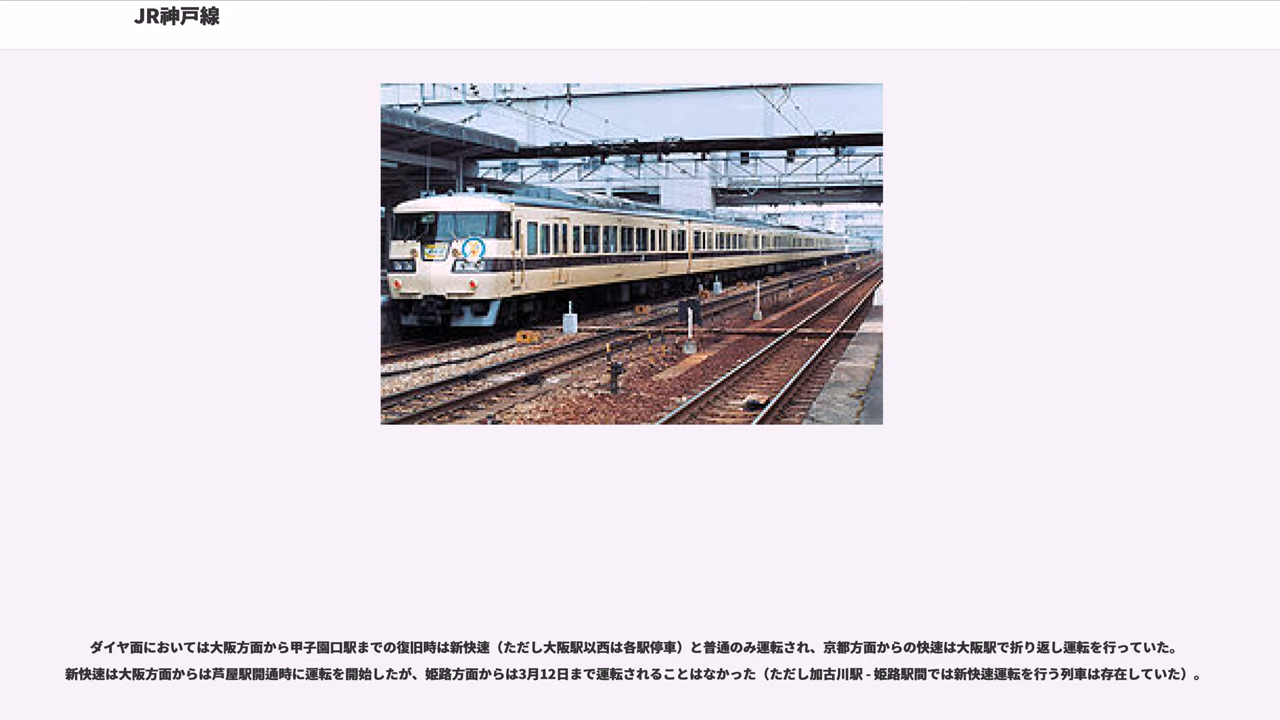 JR神戸線
ダイヤ面においては大阪方面から甲子園口駅までの復旧時は新快速（ただし大阪駅以西は各駅停車）と普通のみ運転され、京都方面からの快速は大阪駅で折り返し運転を行っていた。
新快速は大阪方面からは芦屋駅開通時に運転を開始したが、姫路方面からは3月12日まで運転されることはなかった（ただし加古川駅 - 姫路駅間では新快速運転を行う列車は存在していた）。